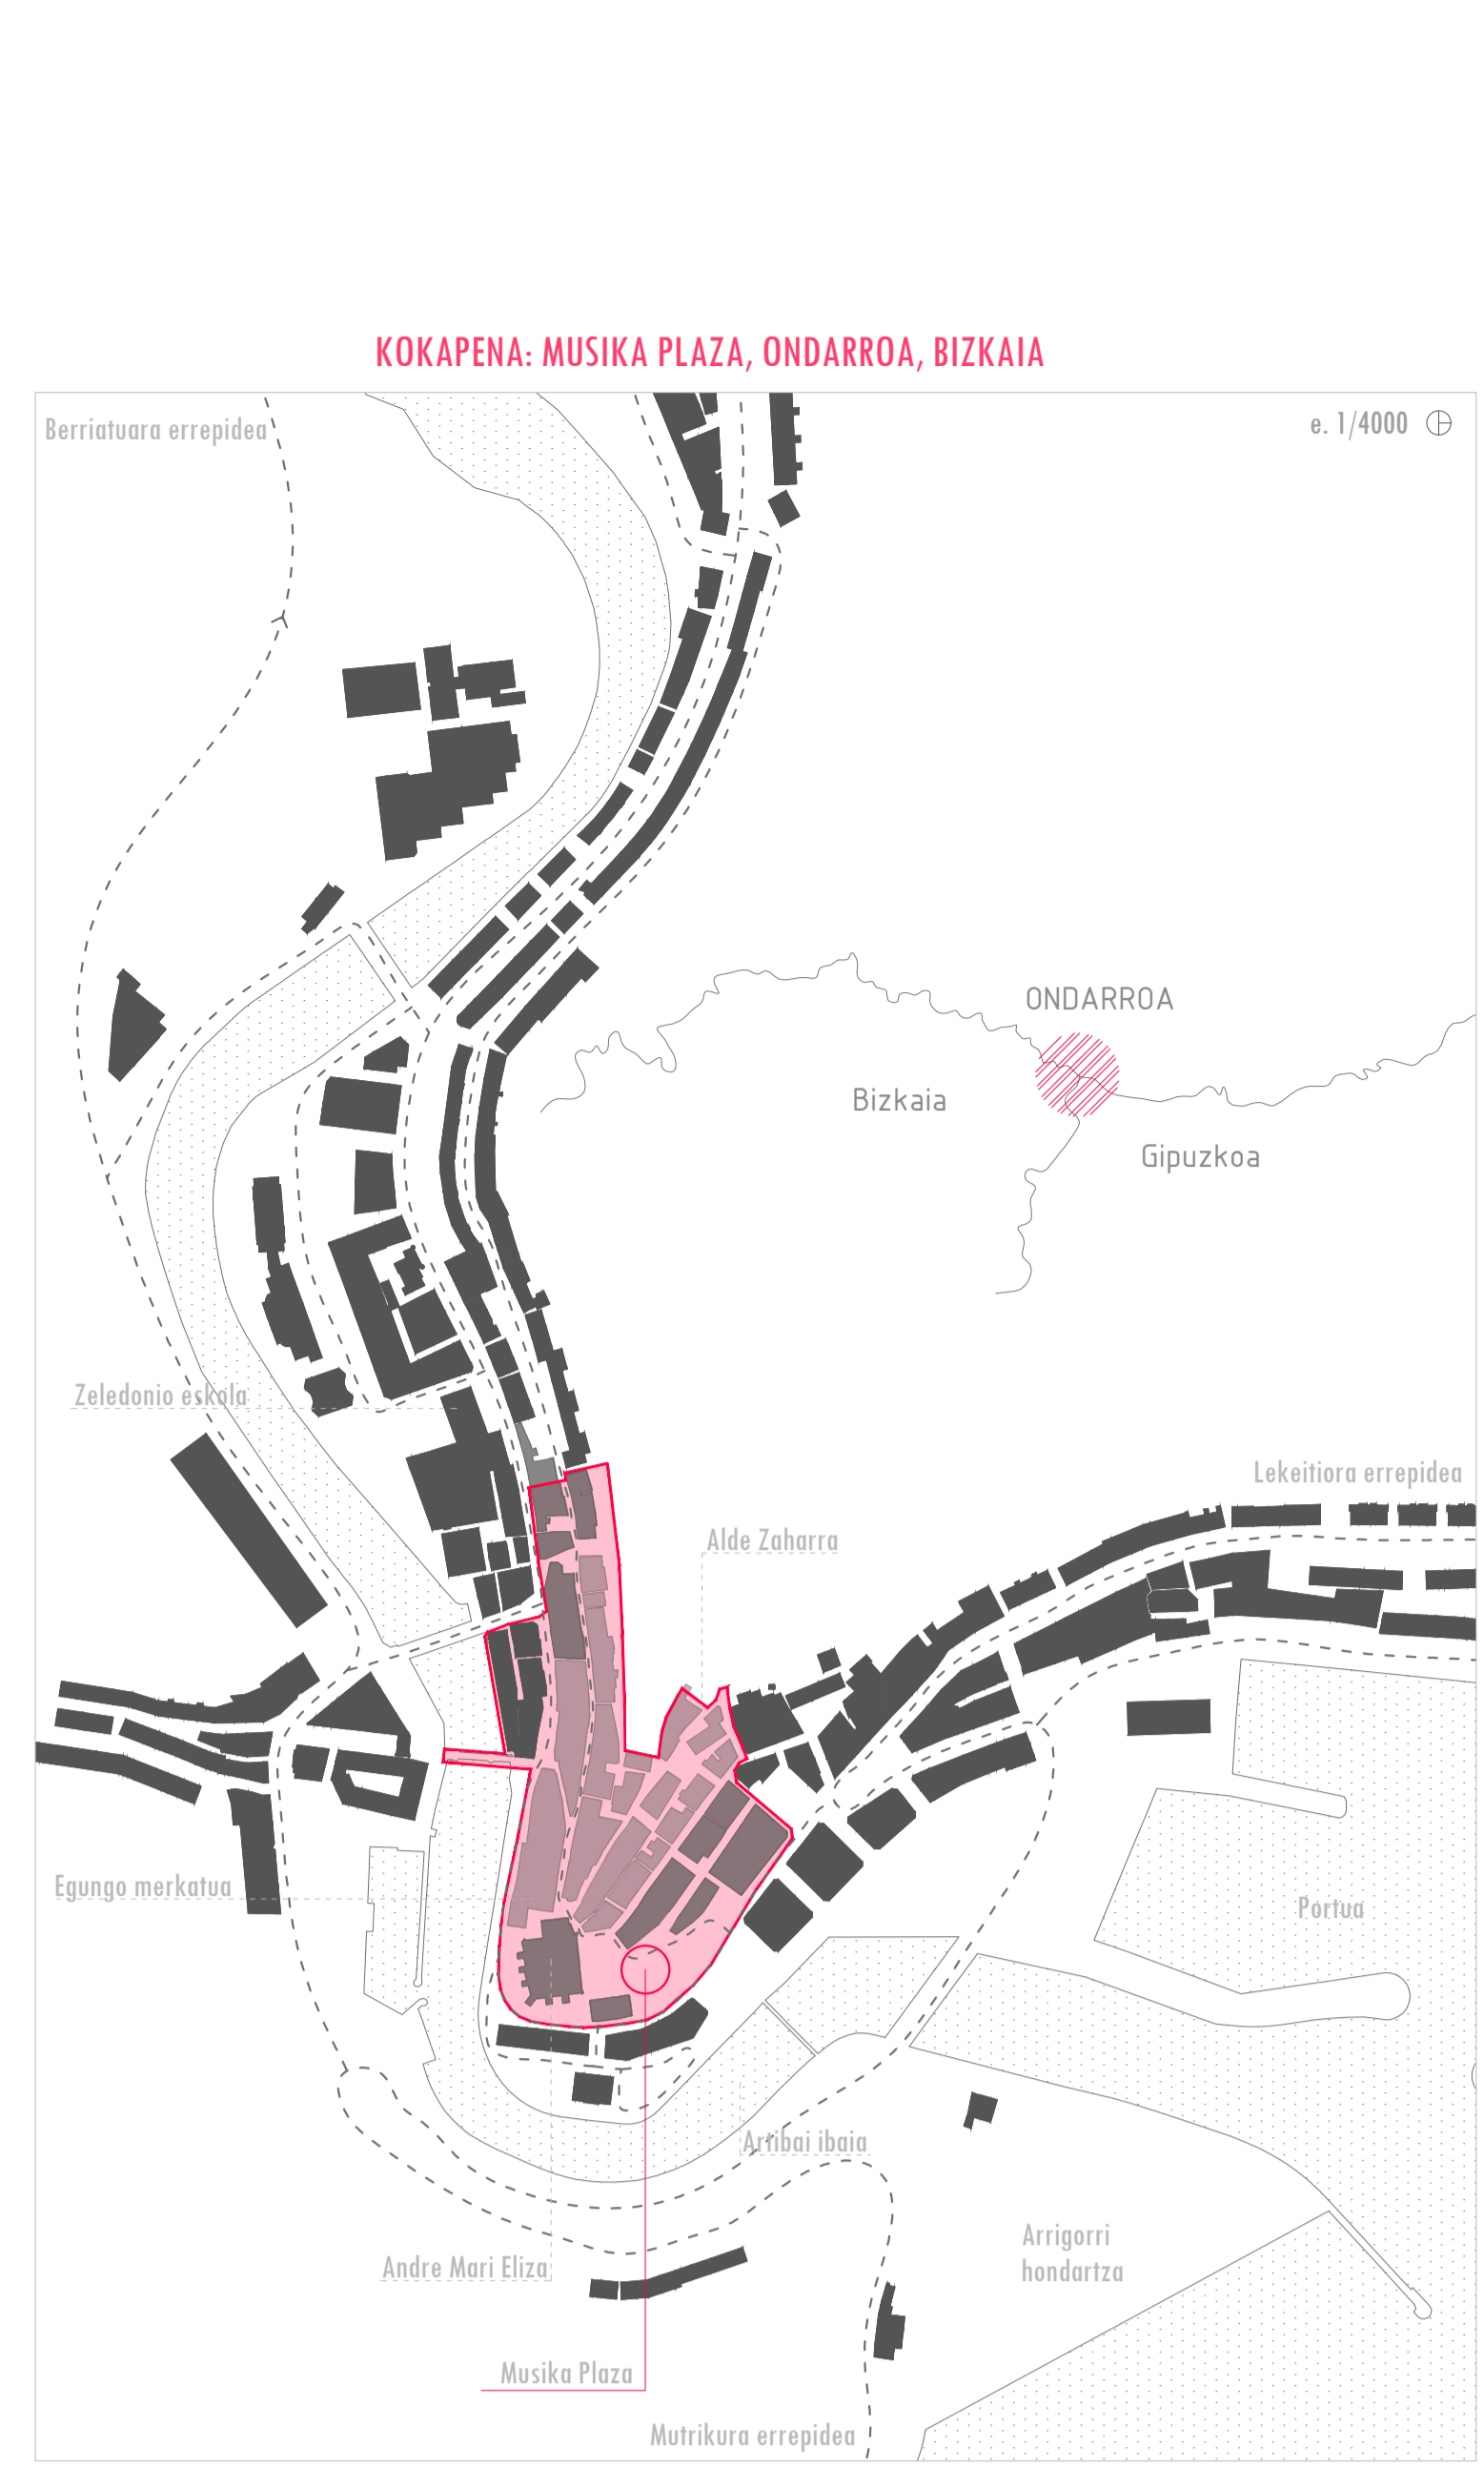 KOKAPENA: MUSIKA PLAZA, ONDARROA, BIZKAIA
Berriatuara errepidea
e. 1/4000
ONDARROA
Bizkaia
Gipuzkoa
Zeledonio eskola
Lekeitiora errepidea
Alde Zaharra
Egungo merkatua
Portua
Artibai ibaia
Arrigorri
hondartza
Andre Mari Eliza
Musika Plaza
Mutrikura errepidea